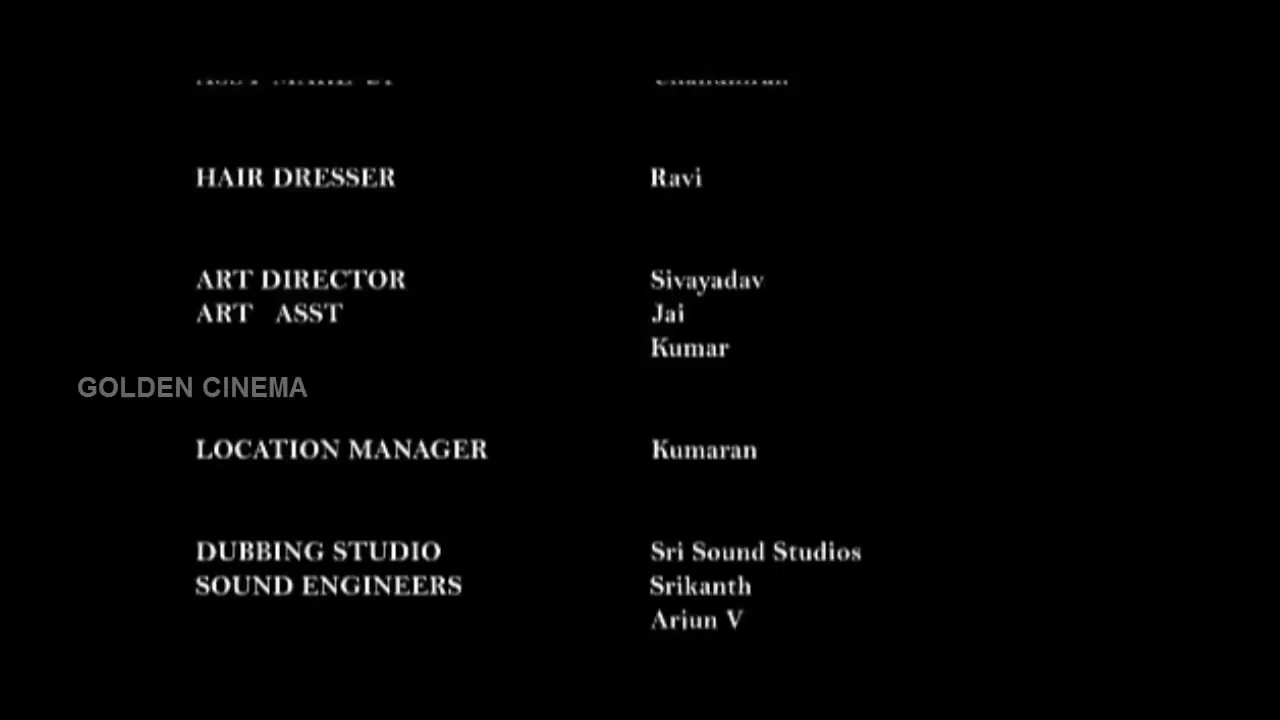 HAIR DRESSER Ravi
ART DIRECTOR Sivayadav
ART ASST Jai
Kumar
GOLDEN CINEMA
LOCATION MANAGER Kumaran
DUBBING STUDIO Sri Sound Studios
SOUND ENGINEERS Srikanth
Arjun V